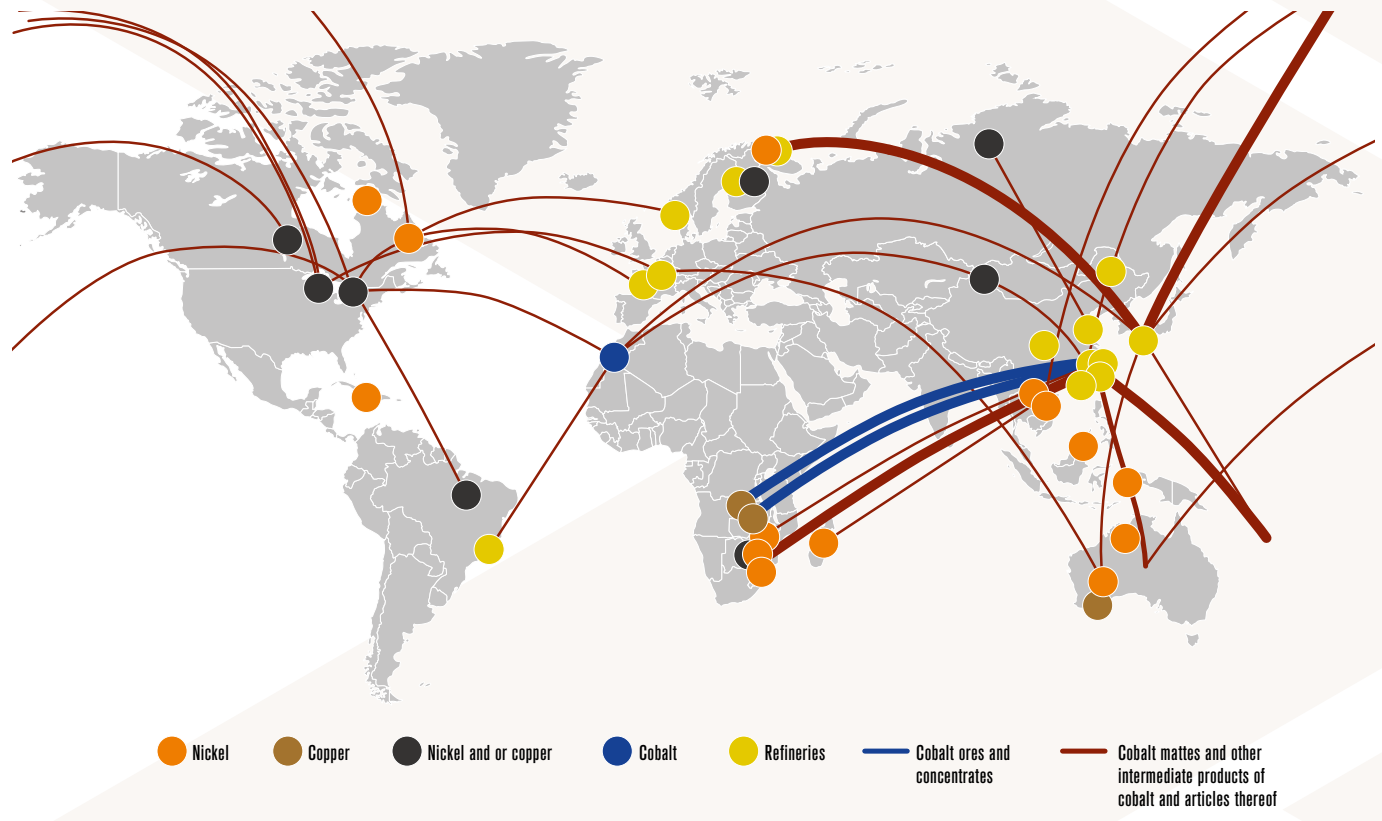 Nickel
Copper
Nickel and or copper
Cobalt
Refineries
Cobalt ores and
concentrates
Cobalt mattes and other
intermediate products of
cobalt and articles thereof